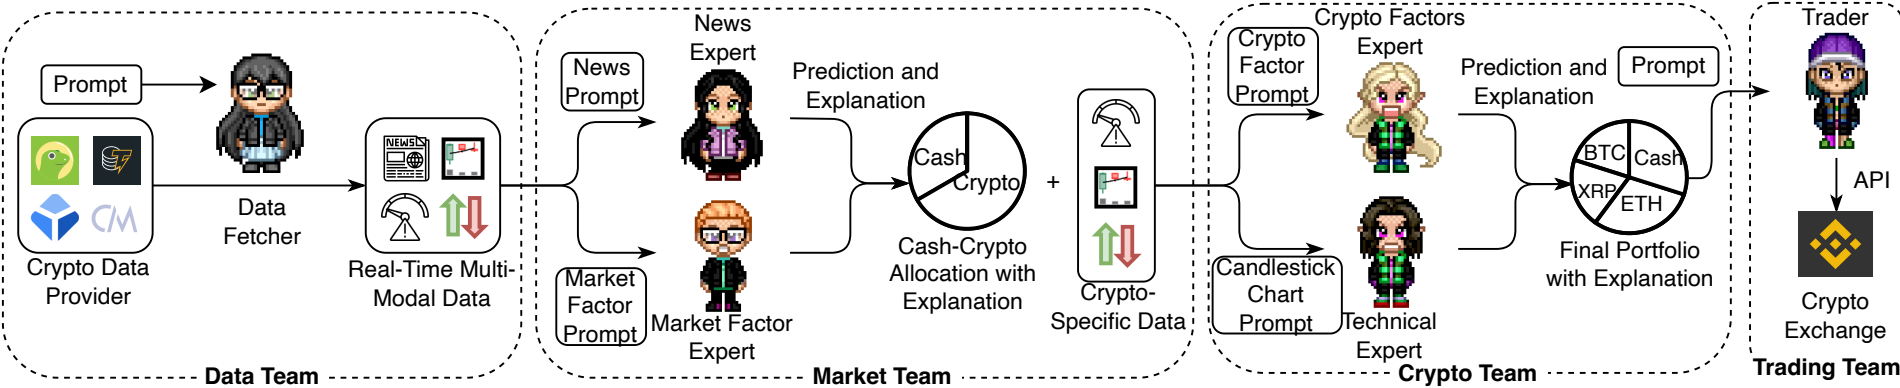 Prompt
Crypto Data
Provider
Data
Fetcher
NEWS
Real-Time Multi-
Modal Data
CM
Data Team
News
Prompt
News
Expert
Market
Factor
Prompt
Market Factor
Expert
Prediction and
Explanation
Cash
Crypto
Cash-Crypto
Allocation with
Explanation
+
Crypto-
Specific Data
Market Team
Crypto
Factor
Prompt
Crypto Factors
Expert
Candlestick
Chart
Prompt
Technical
Expert
Prediction and
Explanation
BTC
Cash
XRP
ETH
Final Portfolio
with Explanation
Crypto Team
Prompt
Trader
API
Crypto
Exchange
Trading Team